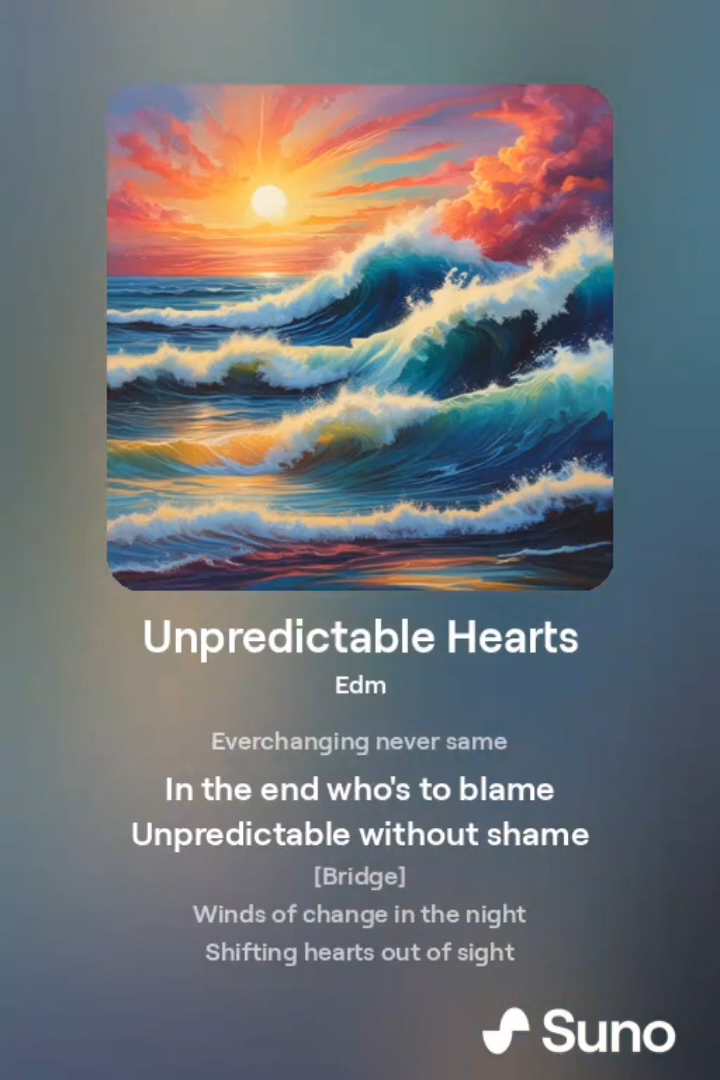 Unpredictable Hearts
Edm
Everchanging never same
In the end who's to blame
Unpredictable without shame
[Bridge]
Winds of change in the night
Shifting hearts out of sight
Suno